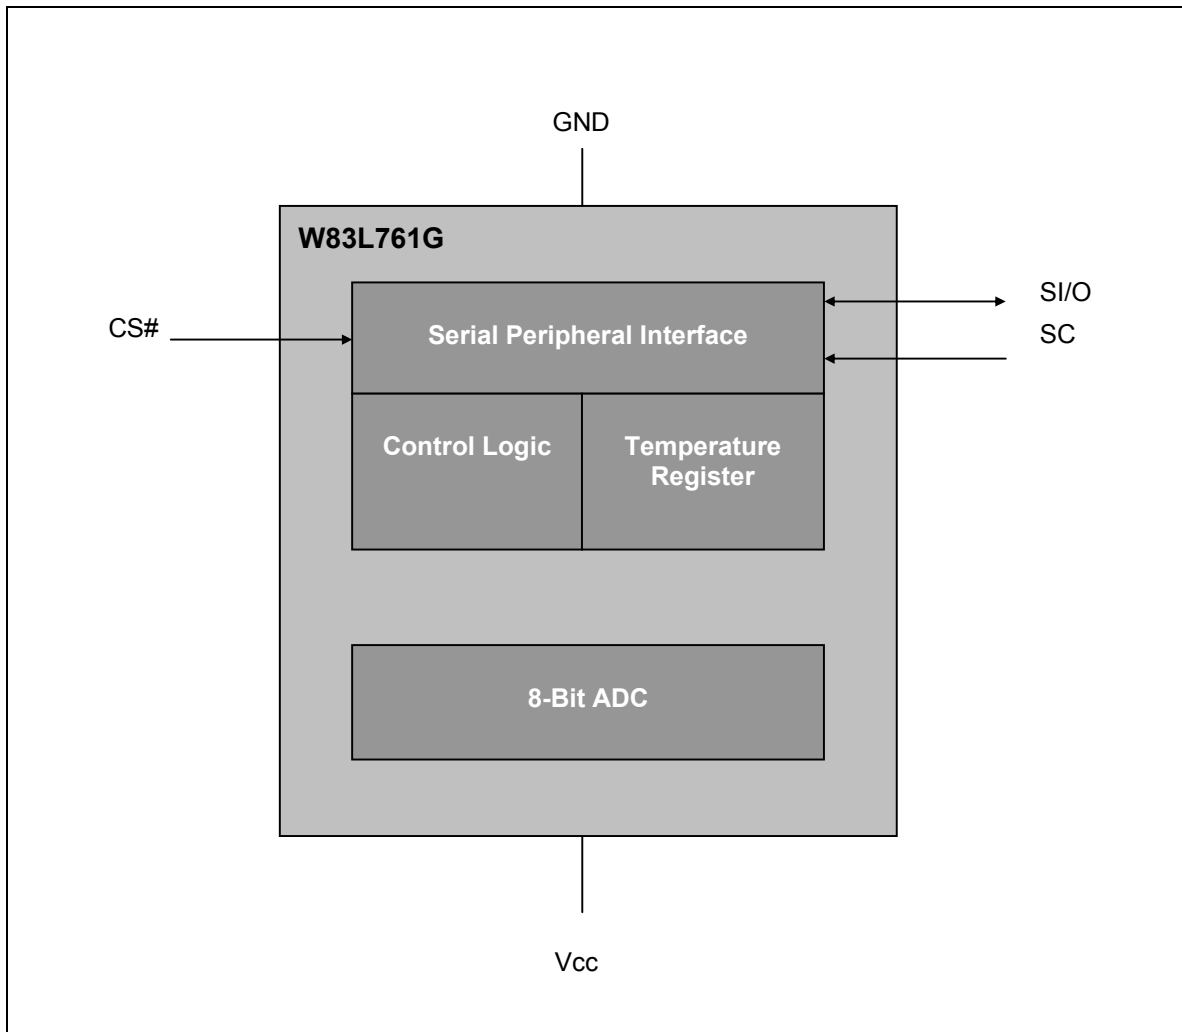 GND
W83L761G
CS#
Serial Peripheral Interface
SI/O
SC
Control Logic
Temperature
Register
8-Bit ADC
Vcc